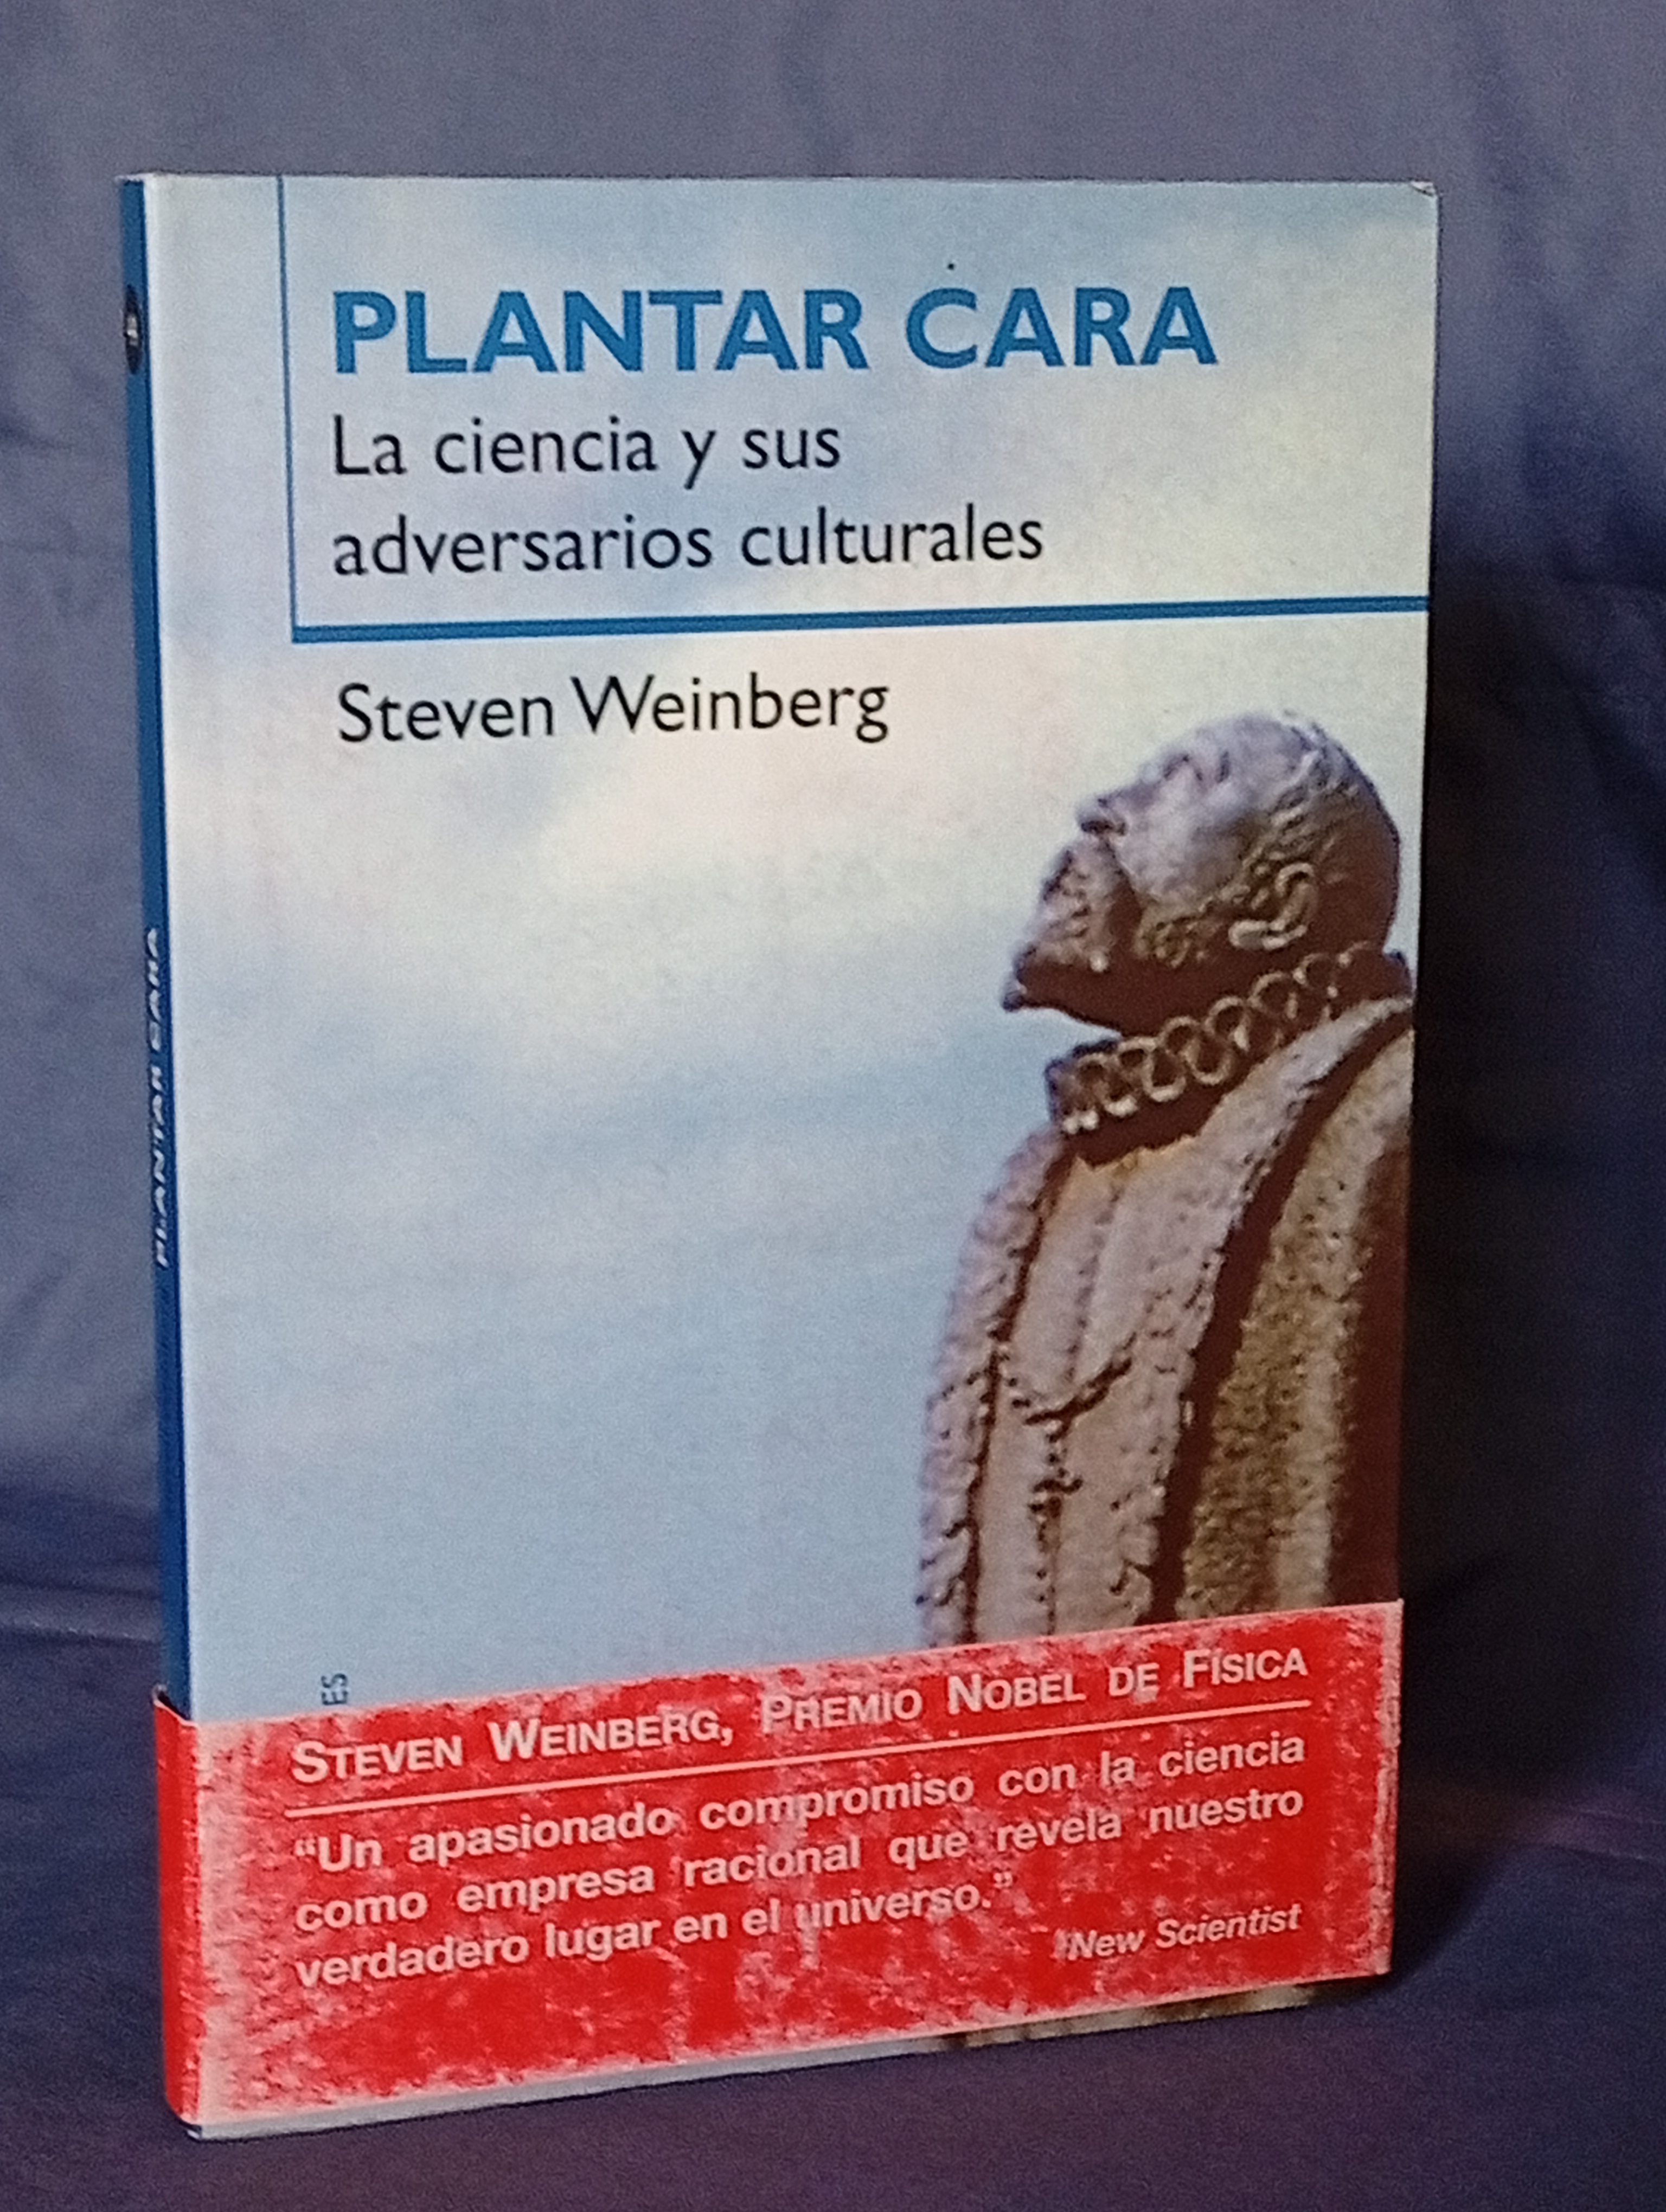 PLANTAR CARA
La ciencia y sus
adversarios culturales
Steven Weinberg
PLANTAR CARA
ES
STEVEN WEINBERG, PREMIO NOBEL DE FÍSICA
“Un apasionado compromiso con la ciencia
como empresa racional que revela nuestro
verdadero lugar en el universo.”
New Scientist